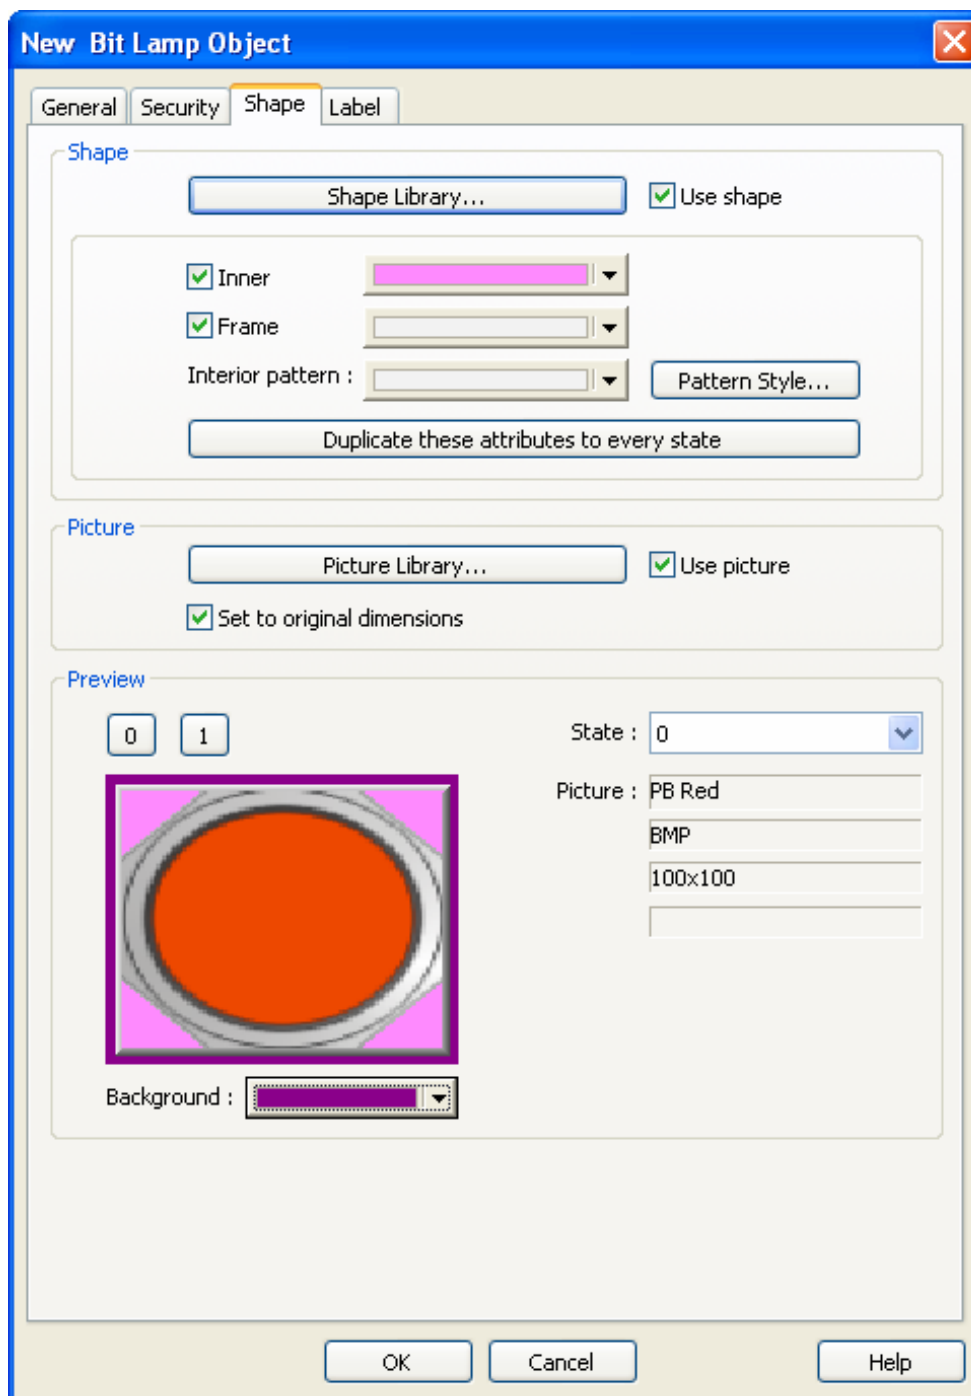 New Bit Lamp Object
General Security Shape Label
Shape
Shape Library... Use shape
Inner
Frame
Interior pattern : Pattern Style...
Duplicate these attributes to every state
Picture
Picture Library... Use picture
Set to original dimensions
Preview
0 1 State : 0
Picture : PB Red
BMP
100x100
Background :
OK Cancel Help